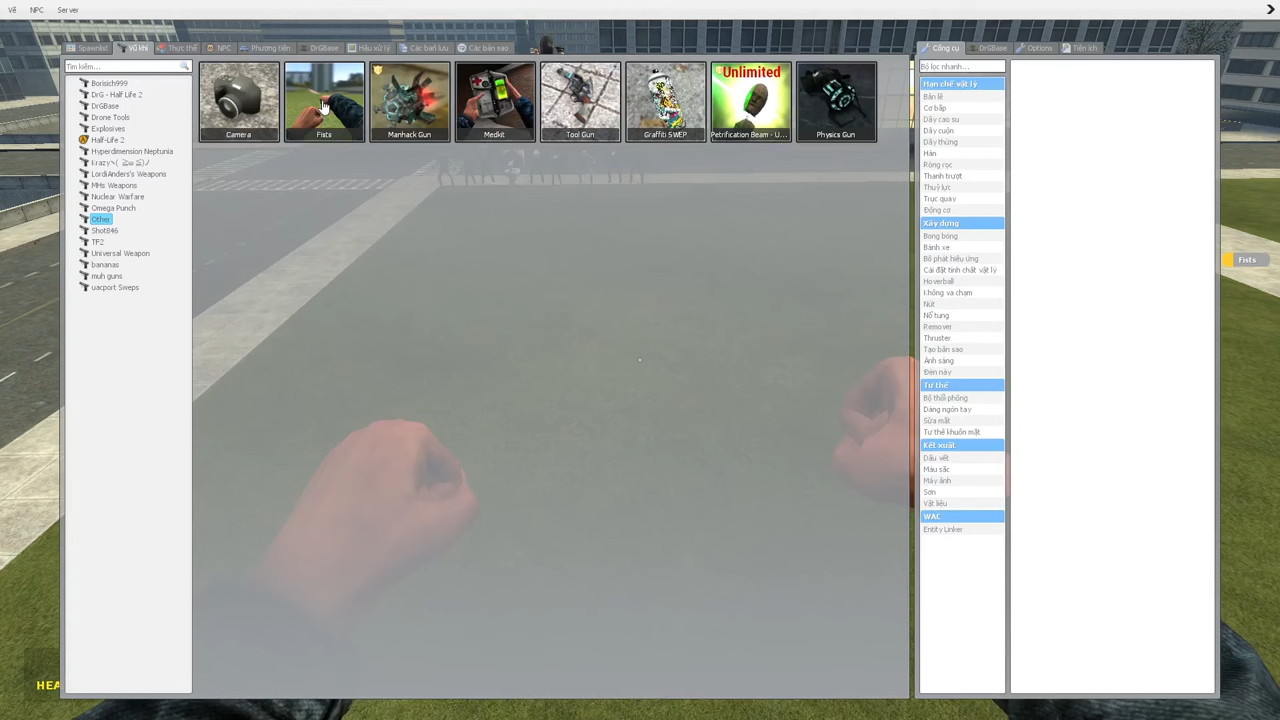 Vẽ NPC Server
Spawnlist Vũ khí Thực thể NPC Phương tiện DrGBase Hậu xử lý Các bản lưu Các bản sao
Công cụ DrGBase Options Tiện ích
Tìm kiếm...
Borisich999
DrG - Half Life 2
DrGBase
Drone Tools
Explosives
Half-Life 2
Hyperdimension Neptunia
LordiAnders's Weapons
MHs Weapons
Nuclear Warfare
Omega Punch
Other
Shot846
TF2
Universal Weapon
bananas
muh guns
uacport Sweps
Camera
Fists
Manhack Gun
Medkit
Tool Gun
Graffiti SWEP
Unlimited
Petrification Beam - U...
Physics Gun
Bộ lọc nhanh...
Hạn chế vật lý
Bản lề
Cơ bắp
Dây cao su
Dây cuộn
Dây thừng
Hàn
Ròng rọc
Thanh trượt
Thuỷ lực
Trục quay
Động cơ
Xây dựng
Bong bóng
Bánh xe
Bộ phát hiệu ứng
Cài đặt tính chất vật lý
Hoverball
Không va chạm
Nút
Nổ tung
Remover
Thruster
Tạo bản sao
Ánh sáng
Đèn này
Tư thế
Bộ thổi phồng
Dáng ngón tay
Sửa mắt
Tư thế khuôn mặt
Kết xuất
Dấu vết
Màu sắc
Máy ảnh
Sơn
Vật liệu
WAC
Entity Linker
Fists
HEA